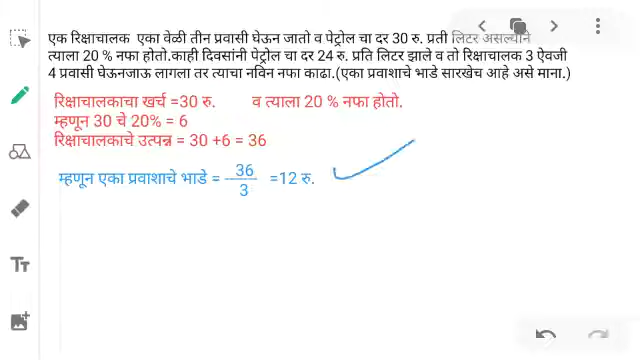 एक रिक्षाचालक एका वेळी तीन प्रवासी घेऊन जातो व पेट्रोल चा दर 30 रु. प्रती लिटर असल्याने
त्याला 20 % नफा होतो.काही दिवसांनी पेट्रोल चा दर 24 रु. प्रति लिटर झाले व तो रिक्षाचालक 3 ऐवजी
4 प्रवासी घेऊनजाऊ लागला तर त्याचा नविन नफा काढा.(एका प्रवाशाचे भाडे सारखेच आहे असे माना.)
रिक्षाचालकाचा खर्च =30 रु. व त्याला 20 % नफा होतो.
म्हणून 30 चे 20% = 6
रिक्षाचालकाचे उत्पन्न = 30 +6 = 36
म्हणून एका प्रवाशाचे भाडे = 36/3 =12 रु.
Tт